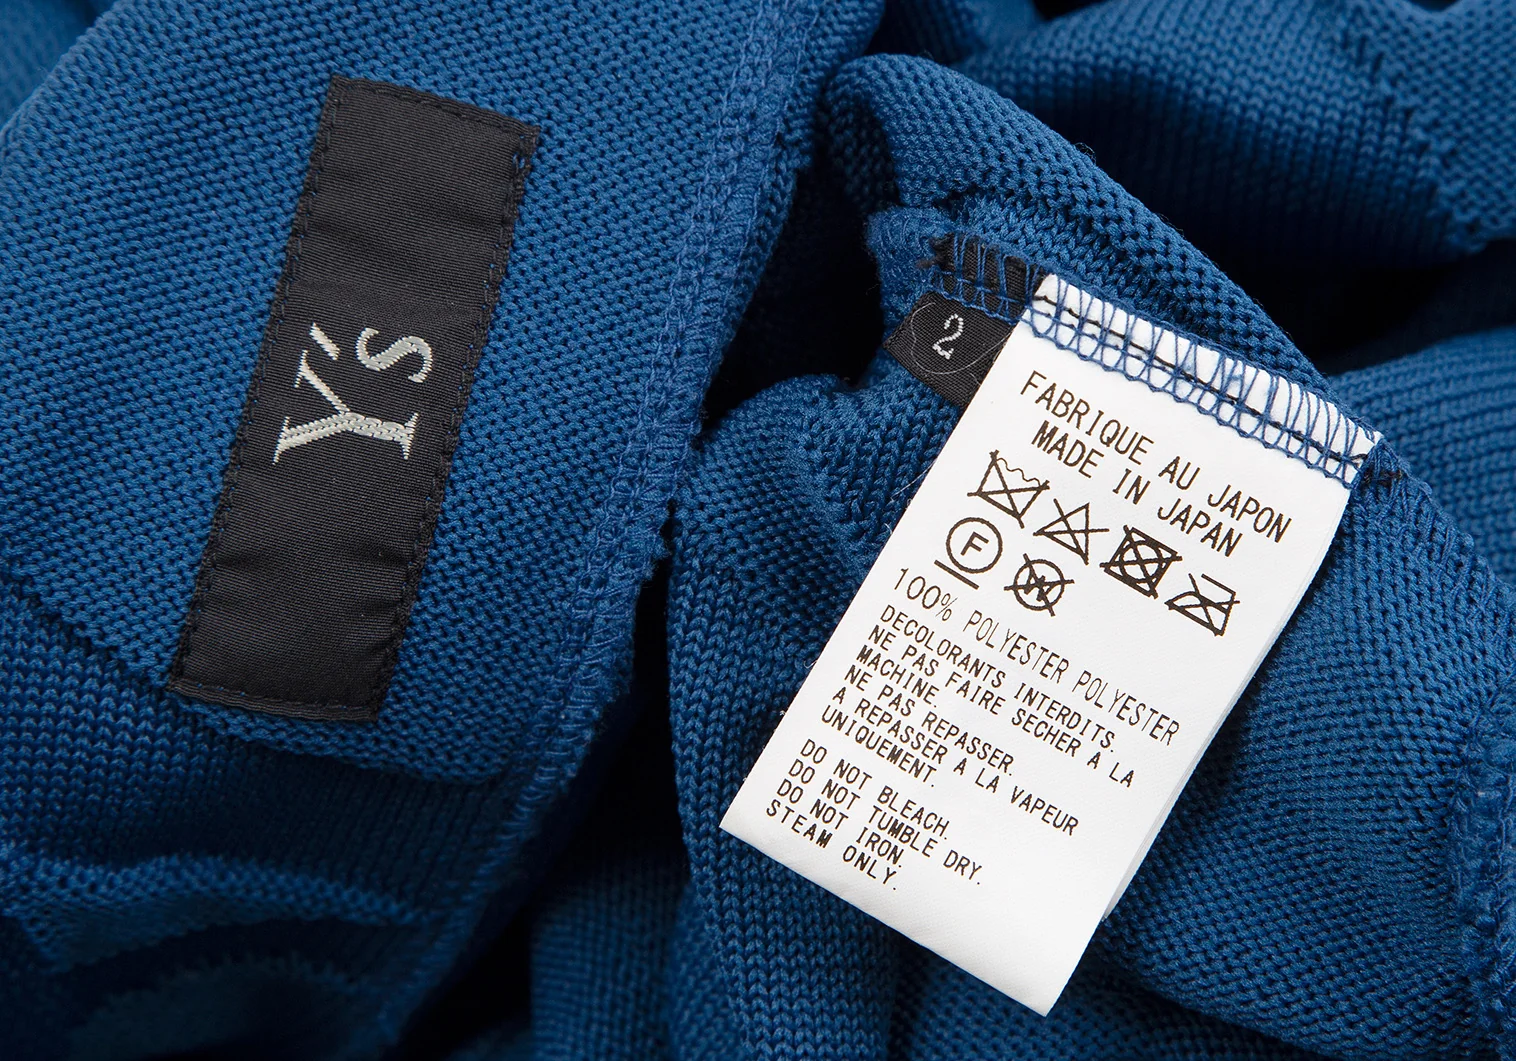 Y's
2
FABRIQUE AU JAPON
MADE IN JAPAN
F
W
100% POLYESTER POLYESTER
DECOLORANTS INTERDITS.
NE PAS FAIRE SECHER À LA
MACHINE.
NE PAS REPASSER.
A REPASSER À LA VAPEUR
UNIQUEMENT.
DO NOT BLEACH.
DO NOT TUMBLE DRY.
DO NOT IRON.
STEAM ONLY.